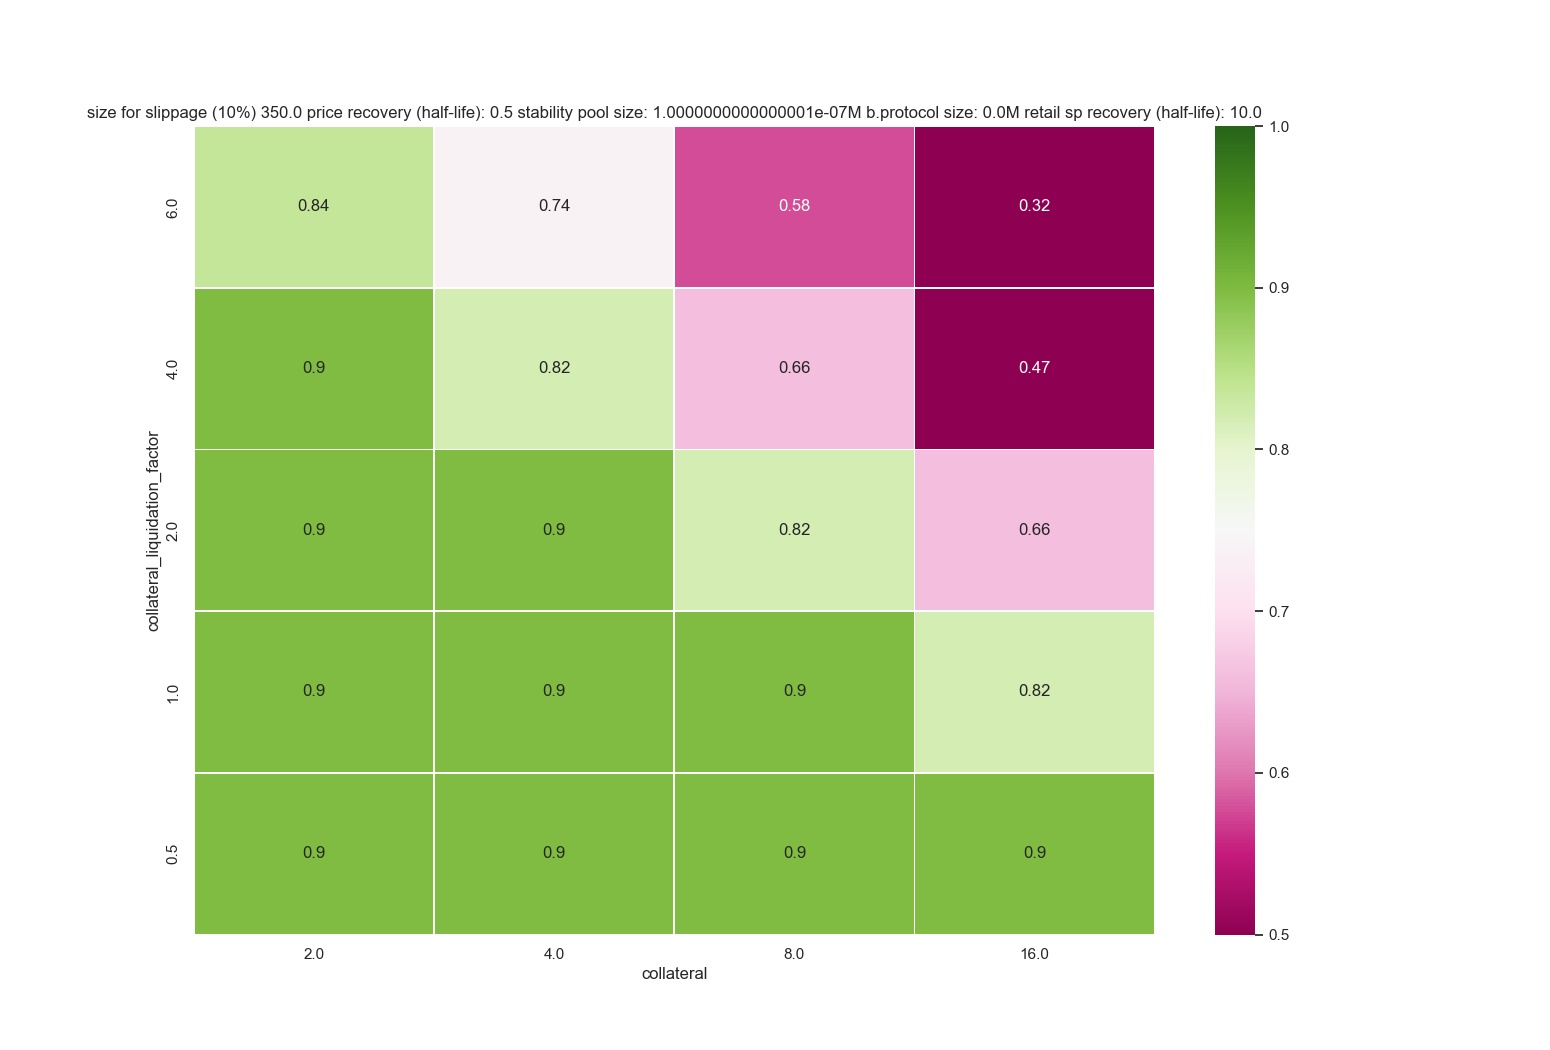 size for slippage (10%) 350.0 price recovery (half-life): 0.5 stability pool size: 1.0000000000000001e-07M b.protocol size: 0.0M retail sp recovery (half-life): 10.0
collateral_liquidation_factor
6.0 0.84 0.74 0.58 0.32
4.0 0.9 0.82 0.66 0.47
2.0 0.9 0.9 0.82 0.66
1.0 0.9 0.9 0.9 0.82
0.5 0.9 0.9 0.9 0.9
2.0 4.0 8.0 16.0
collateral
1.0
0.9
0.8
0.7
0.6
0.5